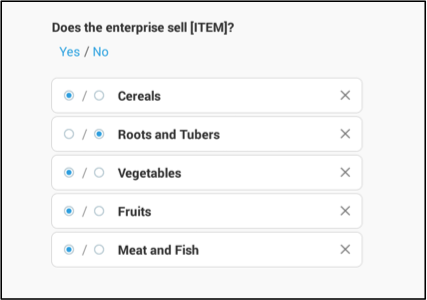 Does the enterprise sell [ITEM]?
Yes / No
/ Cereals
/ Roots and Tubers
/ Vegetables
/ Fruits
/ Meat and Fish